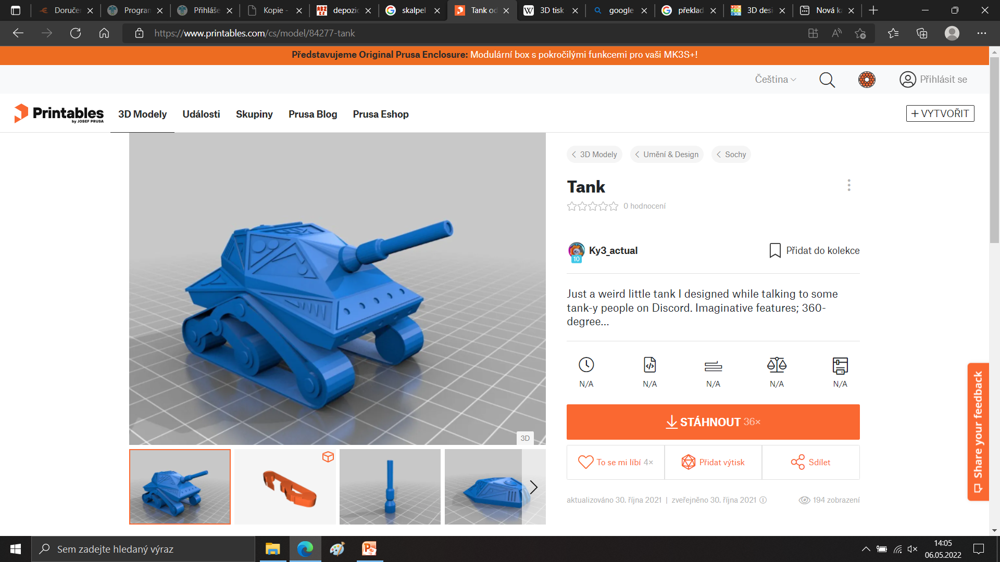 Doruče
Program
Přihláše
Kopie -
depozic
skalpel
Tank od
3D tisk
google
překlad
3D desi
Nová ka
https://www.printables.com/cs/model/84277-tank
Představujeme Original Prusa Enclosure: Modulární box s pokročilými funkcemi pro vaši MK3S+!
Čeština
Přihlásit se
Printables
by JOSEF PRUSA
3D Modely
Události
Skupiny
Prusa Blog
Prusa Eshop
+ VYTVOŘIT
3D Modely
Umění & Design
Sochy
Tank
0 hodnocení
Ky3_actual
10
Přidat do kolekce
Just a weird little tank I designed while talking to some
tank-y people on Discord. Imaginative features; 360-
degree...
N/A
N/A
N/A
N/A
N/A
STÁHNOUT 36×
3D
To se mi líbí 4×
Přidat výtisk
Sdílet
aktualizováno 30. října 2021 | zveřejněno 30. října 2021
194 zobrazení
Share your feedback
Sem zadejte hledaný výraz
14:05
06.05.2022